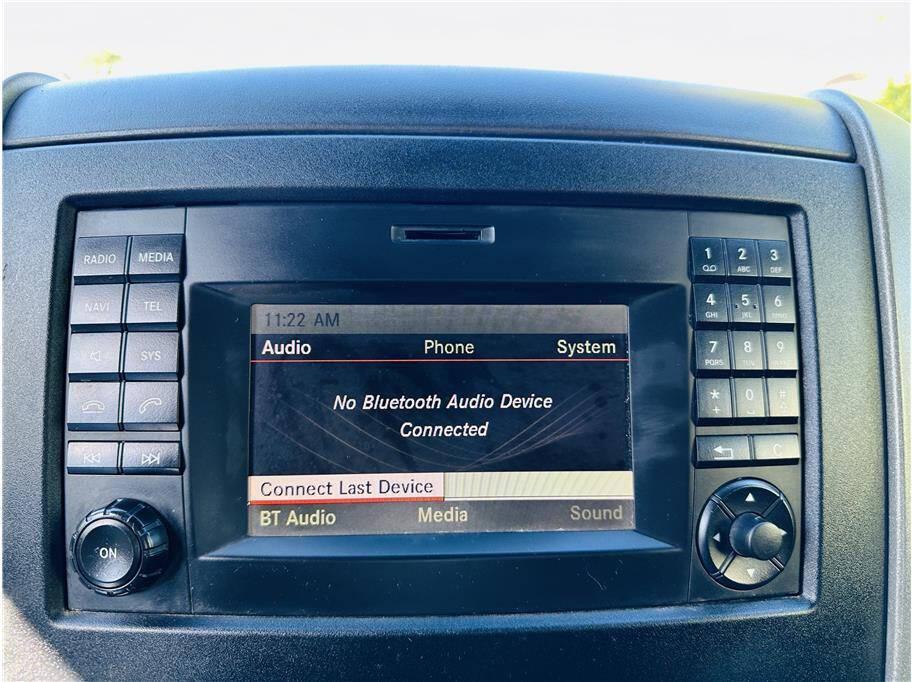 RADIO MEDIA
NAVI TEL
SYS
ON
11:22 AM
Audio Phone System
No Bluetooth Audio Device
Connected
Connect Last Device
BT Audio Media Sound
1 2 ABC 3 DEF
4 GHI 5 JKL 6
7 PQRS 8 TUV 9
* + 0 #
C